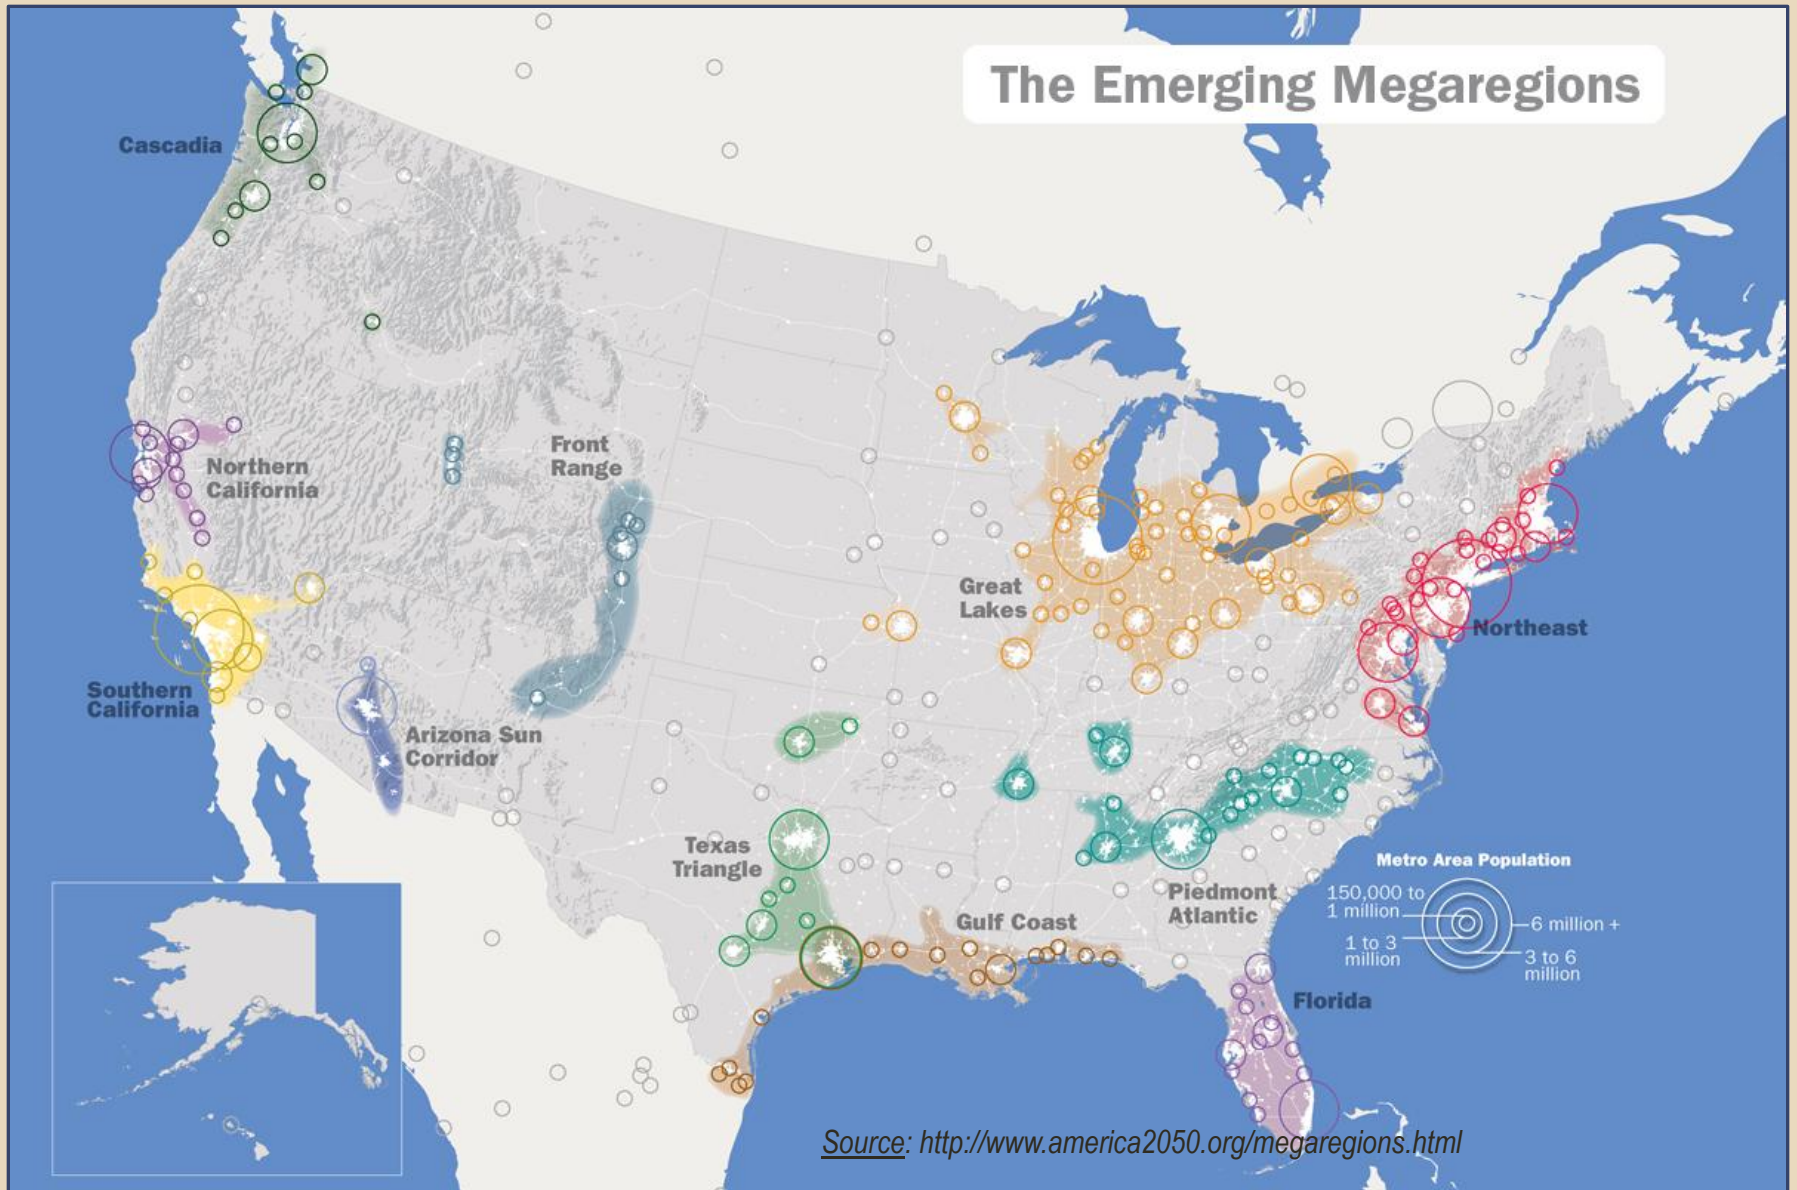 The Emerging Megaregions
Cascadia
Northern
California
Front
Range
Great
Lakes
Northeast
Southern
California
Arizona Sun
Corridor
Texas
Triangle
Gulf Coast
Piedmont
Atlantic
Metro Area Population
150,000 to
1 million
6 million +
1 to 3
million
3 to 6
million
Florida
Source: http://www.america2050.org/megaregions.html